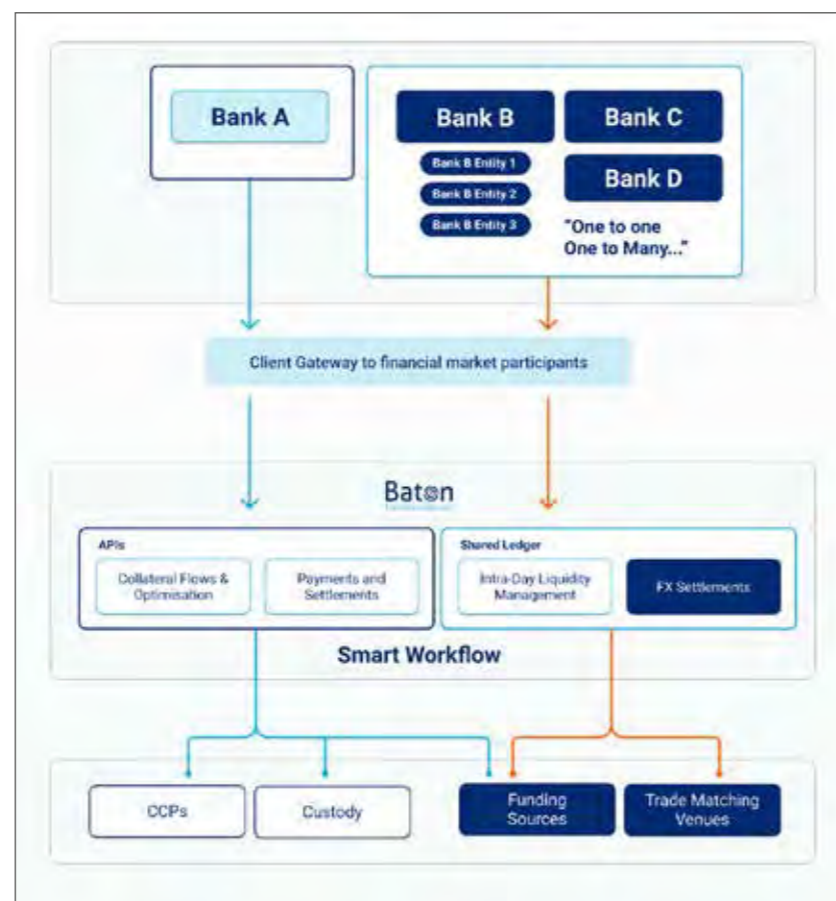 Bank A
Bank B
Bank C
Bank B Entity 1
Bank B Entity 2
Bank B Entity 3
Bank D
"One to one
One to Many..."
Client Gateway to financial market participants
Baton
APIs
Collateral Flows &
Optimisation
Payments and
Settlements
Shared Ledger
Intra-Day Liquidity
Management
FX Settlements
Smart Workflow
CCPs
Custody
Funding
Sources
Trade Matching
Venues